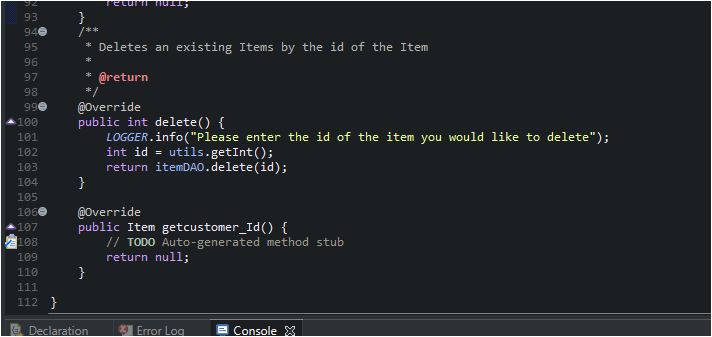 92 return null;
93 }
94 /**
95 * Deletes an existing Items by the id of the Item
96 *
97 * @return
98 */
99 @Override
100 public int delete() {
101 LOGGER.info("Please enter the id of the item you would like to delete");
102 int id = utils.getInt();
103 return itemDAO.delete(id);
104 }
105
106 @Override
107 public Item getcustomer_Id() {
108 // TODO Auto-generated method stub
109 return null;
110 }
111
112 }
Declaration Error Log Console